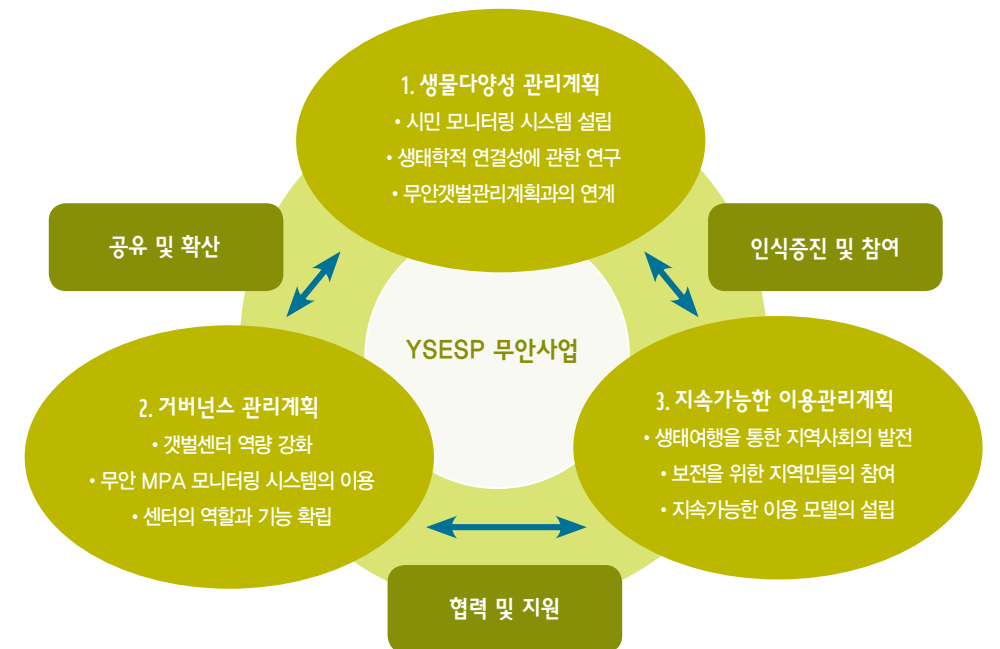 1. 생물다양성 관리계획
• 시민 모니터링 시스템 설립
• 생태학적 연결성에 관한 연구
• 무안갯벌관리계획과의 연계
공유 및 확산
인식증진 및 참여
YSESP 무안사업
2. 거버넌스 관리계획
• 갯벌센터 역량 강화
• 무안 MPA 모니터링 시스템의 이용
• 센터의 역할과 기능 확립
3. 지속가능한 이용관리계획
• 생태여행을 통한 지역사회의 발전
• 보전을 위한 지역민들의 참여
• 지속가능한 이용 모델의 설립
협력 및 지원